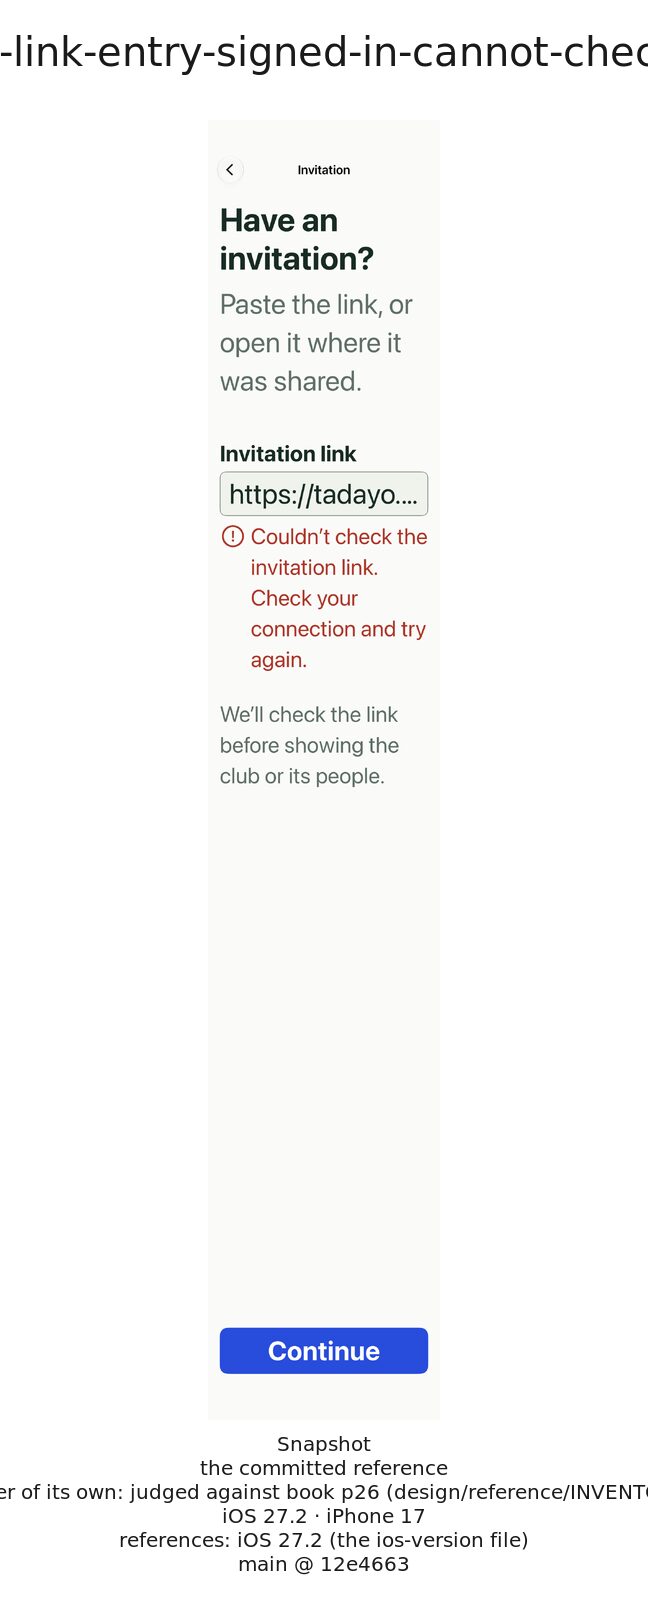 -link-entry-signed-in-cannot-chec
Invitation
Have an
invitation?
Paste the link, or
open it where it
was shared.
Invitation link
https://tadayo....
Couldn’t check the
invitation link.
Check your
connection and try
again.
We’ll check the link
before showing the
club or its people.
Continue
Snapshot
the committed reference
er of its own: judged against book p26 (design/reference/INVENTO
iOS 27.2 · iPhone 17
references: iOS 27.2 (the ios-version file)
main @ 12e4663